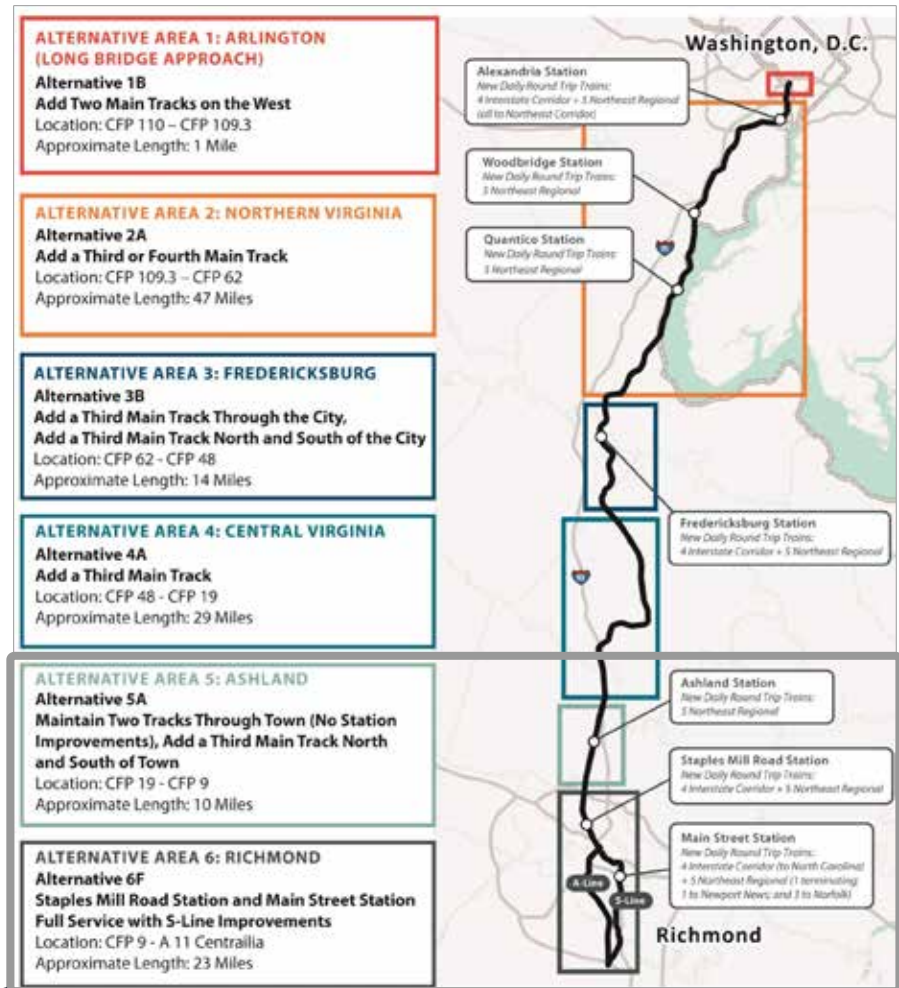 ALTERNATIVE AREA 1: ARLINGTON
(LONG BRIDGE APPROACH)
Alternative 1B
Add Two Main Tracks on the West
Location: CFP 110 – CFP 109.3
Approximate Length: 1 Mile
ALTERNATIVE AREA 2: NORTHERN VIRGINIA
Alternative 2A
Add a Third or Fourth Main Track
Location: CFP 109.3 – CFP 62
Approximate Length: 47 Miles
ALTERNATIVE AREA 3: FREDERICKSBURG
Alternative 3B
Add a Third Main Track Through the City,
Add a Third Main Track North and South of the City
Location: CFP 62 - CFP 48
Approximate Length: 14 Miles
ALTERNATIVE AREA 4: CENTRAL VIRGINIA
Alternative 4A
Add a Third Main Track
Location: CFP 48 - CFP 19
Approximate Length: 29 Miles
ALTERNATIVE AREA 5: ASHLAND
Alternative 5A
Maintain Two Tracks Through Town (No Station
Improvements), Add a Third Main Track North
and South of Town
Location: CFP 19 - CFP 9
Approximate Length: 10 Miles
ALTERNATIVE AREA 6: RICHMOND
Alternative 6F
Staples Mill Road Station and Main Street Station
Full Service with S-Line Improvements
Location: CFP 9 - A 11 Centrailia
Approximate Length: 23 Miles
Washington, D.C.
Alexandria Station
New Daily Round Trip Trains:
4 Interstate Corridor + 5 Northeast Regional
(all to Northeast Corridor)
Woodbridge Station
New Daily Round Trip Trains:
5 Northeast Regional
Quantico Station
New Daily Round Trip Trains:
5 Northeast Regional
Fredericksburg Station
New Daily Round Trip Trains:
4 Interstate Corridor + 5 Northeast Regional
Ashland Station
New Daily Round Trip Trains:
5 Northeast Regional
Staples Mill Road Station
New Daily Round Trip Trains:
4 Interstate Corridor + 5 Northeast Regional
Main Street Station
New Daily Round Trip Trains:
4 Interstate Corridor (to North Carolina)
+ 5 Northeast Regional (1 terminating
1 to Newport News; and 3 to Norfolk)
A-Line
S-Line
Richmond